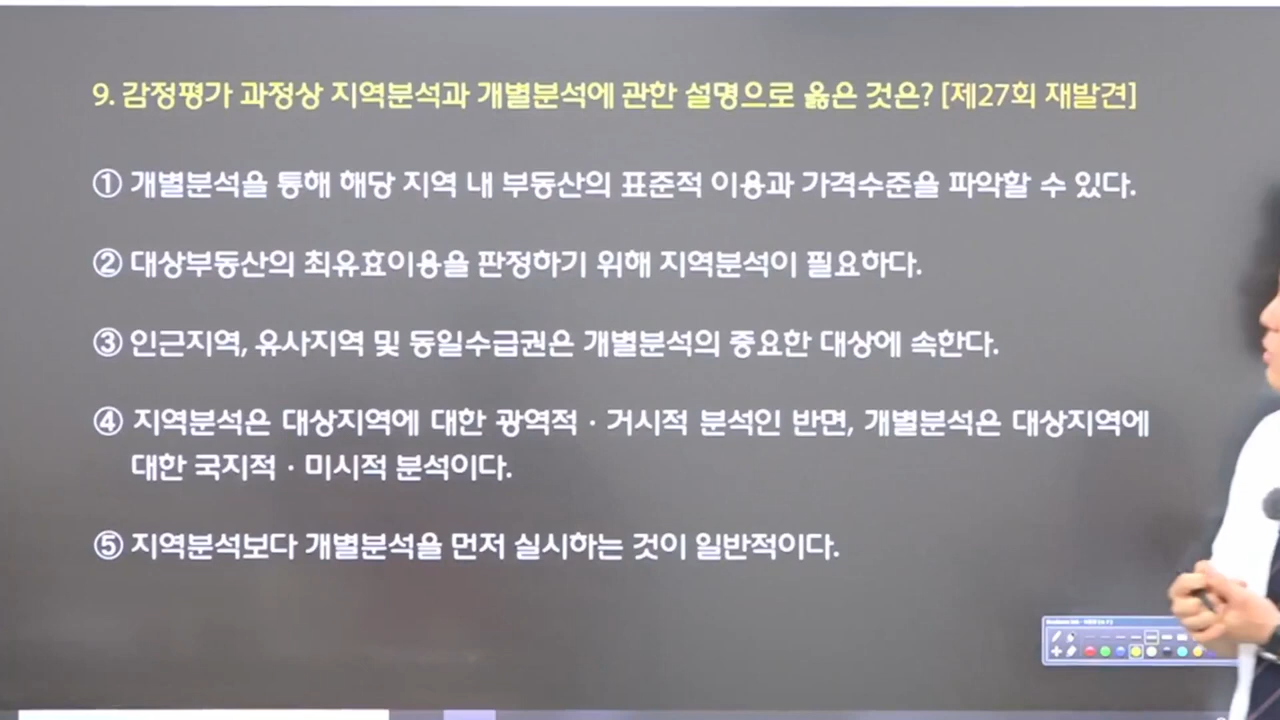 9. 감정평가 과정상 지역분석과 개별분석에 관한 설명으로 옳은 것은? [제27회 재발견]
① 개별분석을 통해 해당 지역 내 부동산의 표준적 이용과 가격수준을 파악할 수 있다.
② 대상부동산의 최유효이용을 판정하기 위해 지역분석이 필요하다.
③ 인근지역, 유사지역 및 동일수급권은 개별분석의 중요한 대상에 속한다.
④ 지역분석은 대상지역에 대한 광역적 · 거시적 분석인 반면, 개별분석은 대상지역에
대한 국지적 · 미시적 분석이다.
⑤ 지역분석보다 개별분석을 먼저 실시하는 것이 일반적이다.